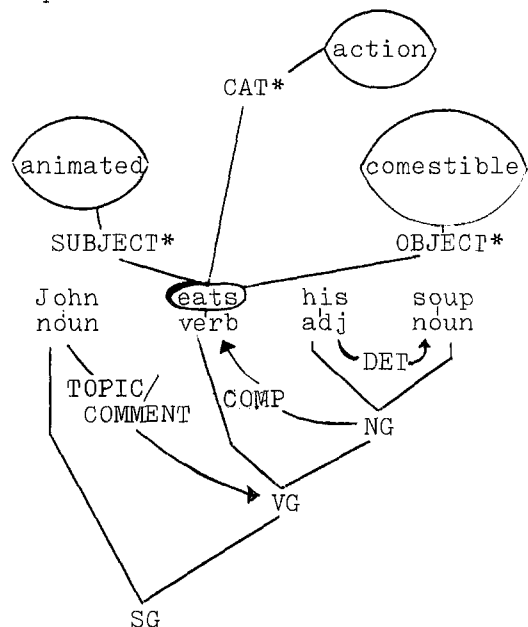 action
CAT*
animated
comestible
SUBJECT*
OBJECT*
John
eats
his
soup
noun
verb
adj
noun
DET
TOPIC/
COMMENT
COMP
NG
VG
SG